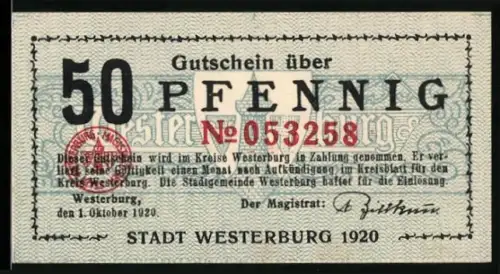 Gutschein über
50 PFENNIG
№ 053258
Westerburg
Dieser Gutschein wird im Kreise Westerburg in Zahlung genommen. Er ver-
liert seine Gültigkeit einen Monat nach Aufkündigung im Kreisblatt für den
Kreis Westerburg. Die Stadtgemeinde Westerburg haftet für die Einlösung.
Westerburg,
den 1. Oktober 1920.
Der Magistrat:
STADT WESTERBURG 1920